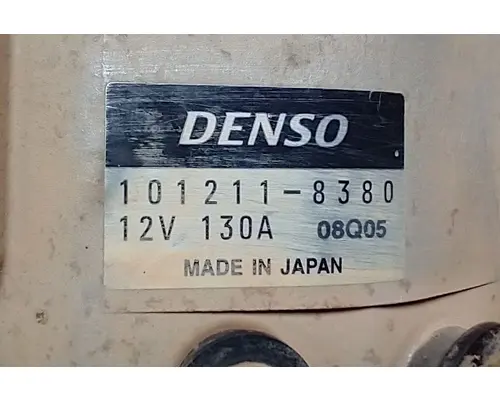 DENSO
101211-8380
12V 130A 08Q05
MADE IN JAPAN